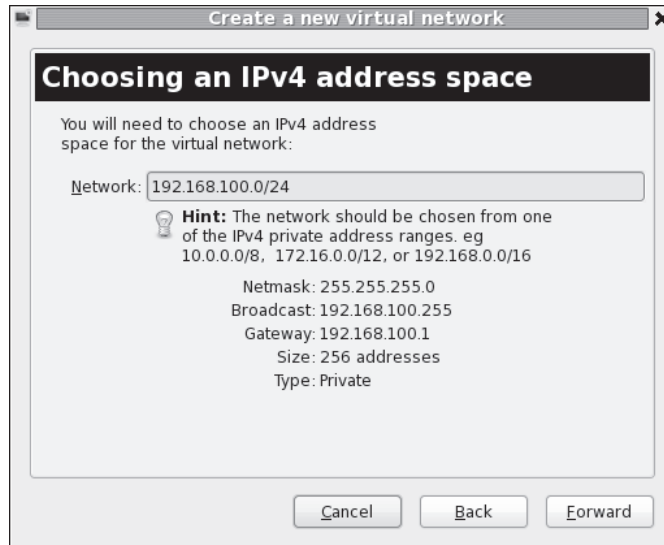 Create a new virtual network
Choosing an IPv4 address space
You will need to choose an IPv4 address
space for the virtual network:
Network: 192.168.100.0/24
Hint: The network should be chosen from one
of the IPv4 private address ranges. eg
10.0.0.0/8, 172.16.0.0/12, or 192.168.0.0/16
Netmask: 255.255.255.0
Broadcast: 192.168.100.255
Gateway: 192.168.100.1
Size: 256 addresses
Type: Private
Cancel Back Forward